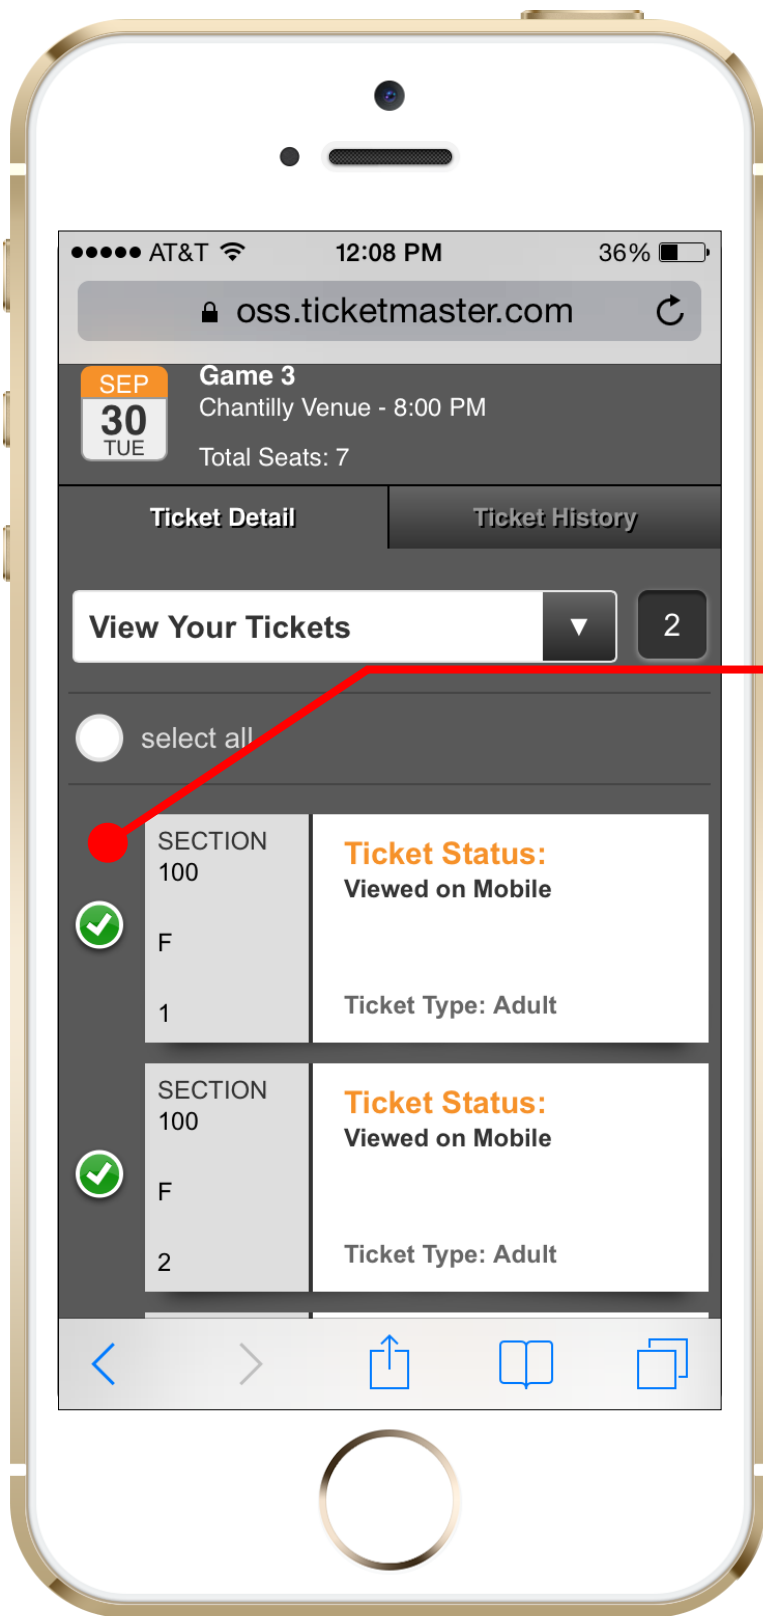 AT&T 12:08 PM 36%
oss.ticketmaster.com
SEP
30
TUE
Game 3
Chantilly Venue - 8:00 PM
Total Seats: 7
Ticket Detail Ticket History
View Your Tickets ▼ 2
select all
SECTION
100
F
1
Ticket Status:
Viewed on Mobile
Ticket Type: Adult
SECTION
100
F
2
Ticket Status:
Viewed on Mobile
Ticket Type: Adult